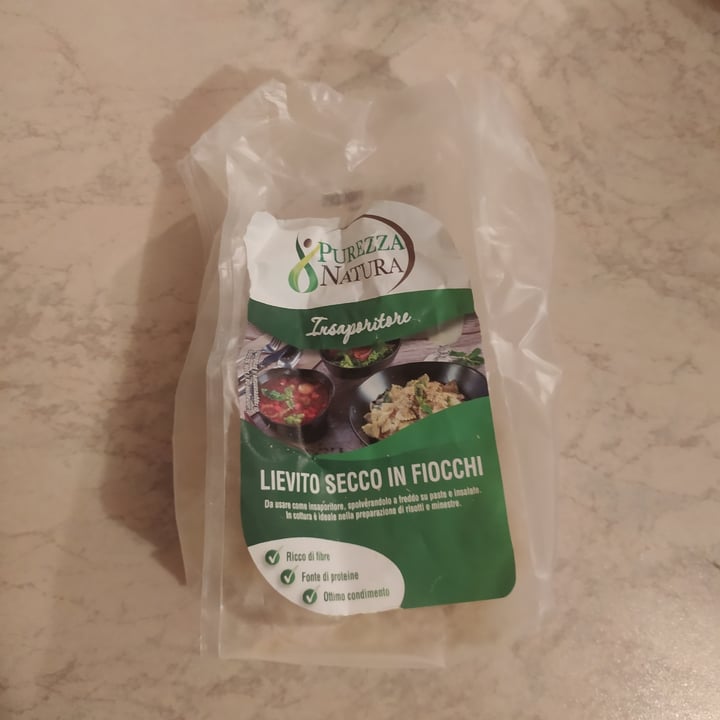 PUREZZA
NATURA
Insaporitore
LIEVITO SECCO IN FIOCCHI
Da usare come insaporitore, spolverandolo a freddo su paste e insalate.
In cottura è ideale nella preparazione di risotti e minestre.
Ricco di fibre
Fonte di proteine
Ottimo condimento